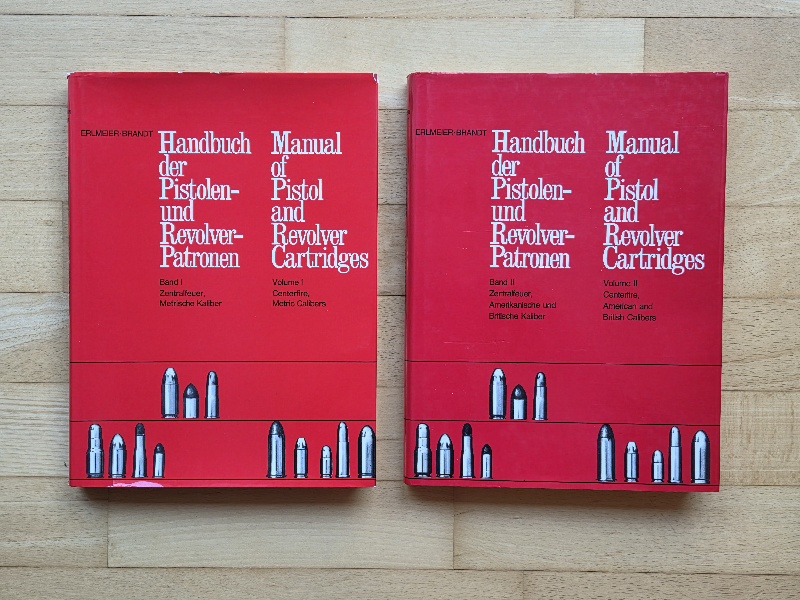 ERLMEIER·BRANDT
Handbuch
der
Pistolen-
und
Revolver-
Patronen
Manual
of
Pistol
and
Revolver
Cartridges
Band I
Zentralfeuer,
Metrische Kaliber
Volume I
Centerfire,
Metric Calibers
ERLMEIER·BRANDT
Handbuch
der
Pistolen-
und
Revolver-
Patronen
Manual
of
Pistol
and
Revolver
Cartridges
Band II
Zentralfeuer,
Amerikanische und
Britische Kaliber
Volume II
Centerfire,
American and
British Calibers